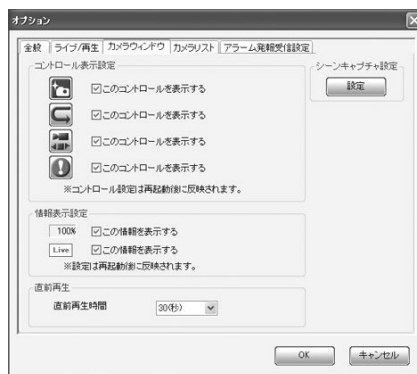 オプション
全般 ライブ/再生 カメラウィンドウ カメラリスト アラーム発報受信設定
コントロール表示設定
シーンキャプチャ設定
このコントロールを表示する
設定
このコントロールを表示する
このコントロールを表示する
このコントロールを表示する
※コントロール設定は再起動後に反映されます。
情報表示設定
100% この情報を表示する
Live この情報を表示する
※設定は再起動後に反映されます。
直前再生
直前再生時間 30(秒)
OK キャンセル